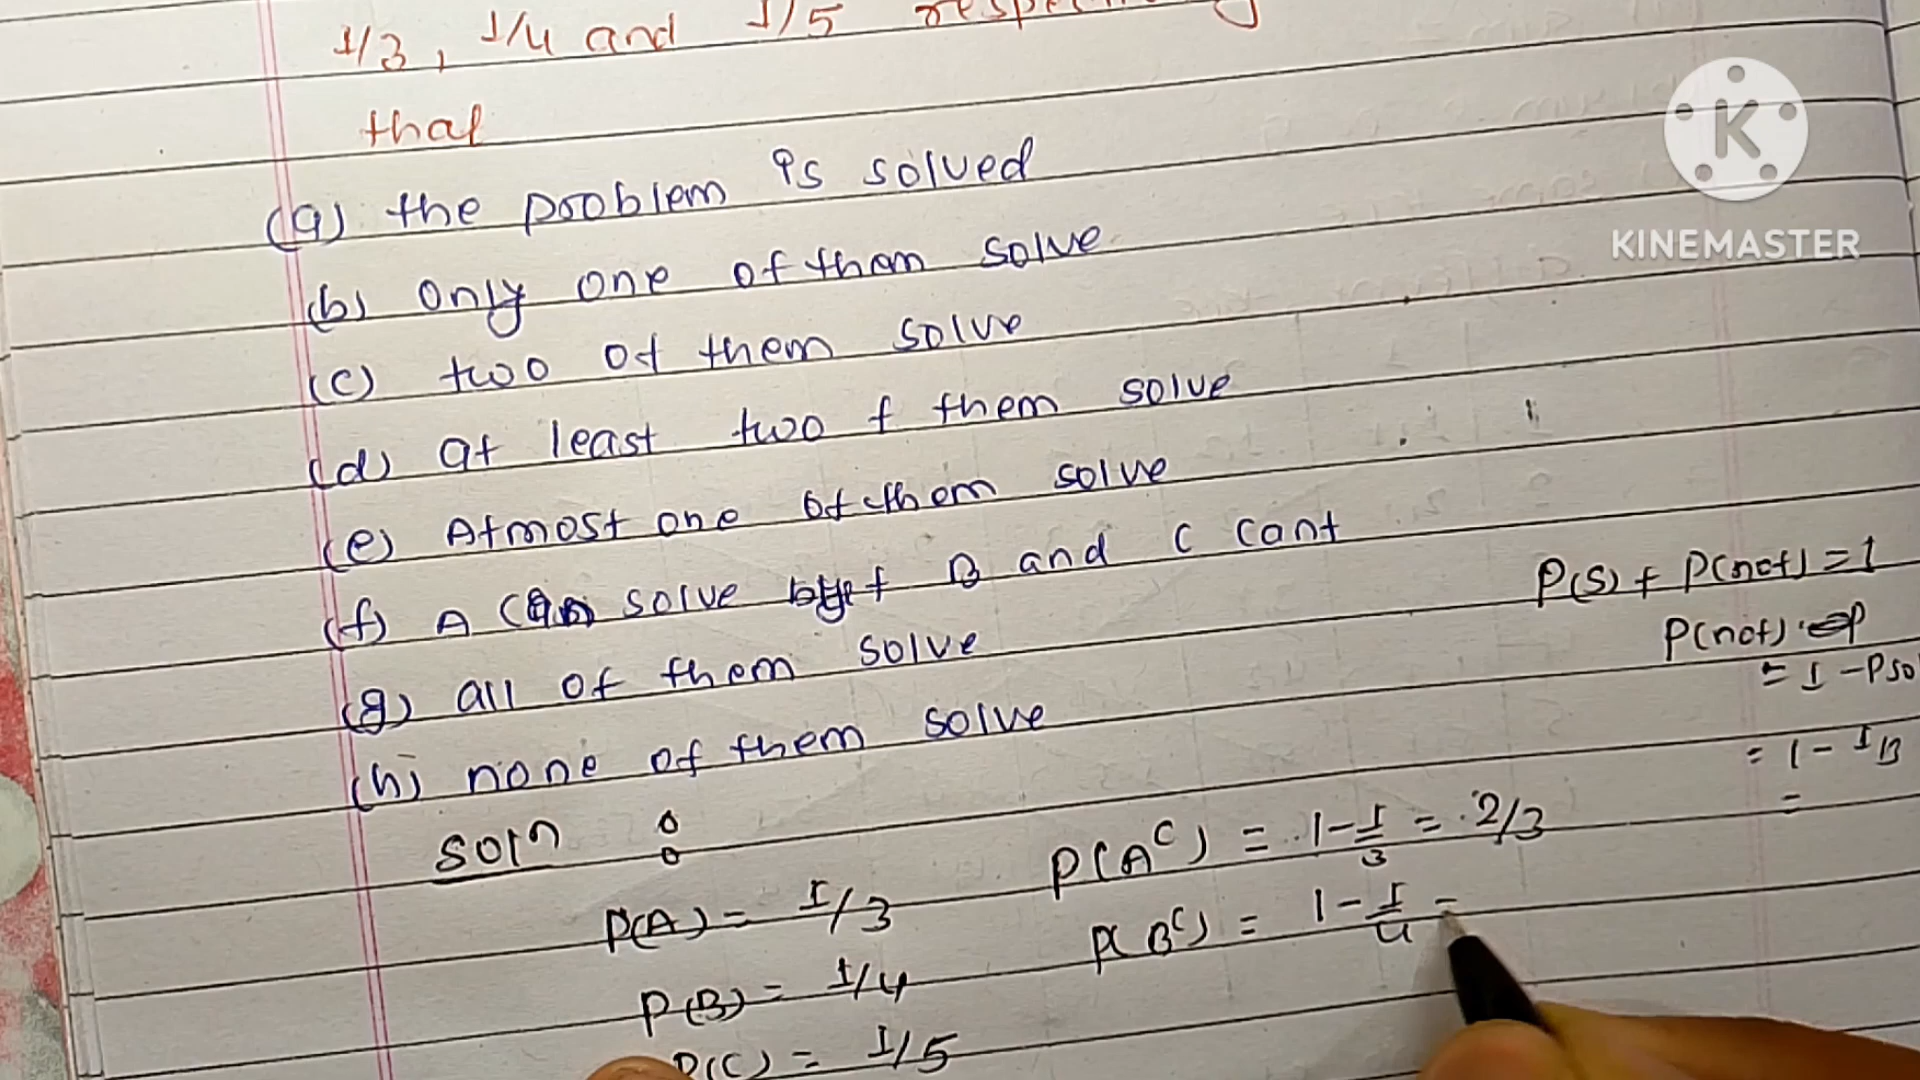 1/3, 1/4 and 1/5
that
(a) the problem is solved
(b) only one of them solve
(c) two of them solve
(d) at least two f them solve
(e) Atmost one of them solve
(f) A can solve but B and C cant
(g) all of them solve
(h) none of them solve
soln :
P(A) = 1/3
P(B) = 1/4
P(C) = 1/5
P(A^C) = 1 - 1/3 = 2/3
P(B^C) = 1 - 1/4 =
P(S) + P(not) = 1
P(not)
= 1 - P so
= 1 - 1/3
=
KINEMASTER